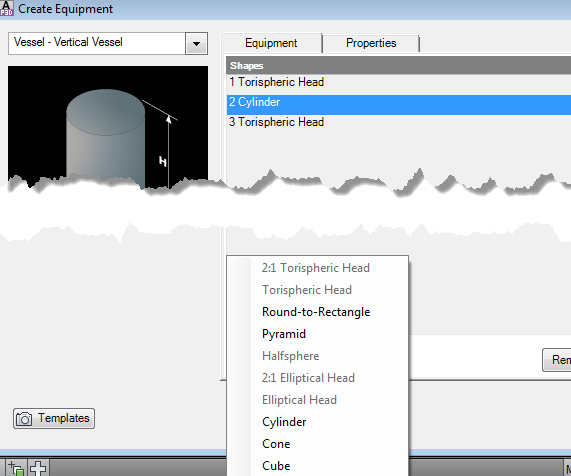 Create Equipment
Vessel - Vertical Vessel
Equipment
Properties
Shapes
1 Torispheric Head
2 Cylinder
3 Torispheric Head
H
2:1 Torispheric Head
Torispheric Head
Round-to-Rectangle
Pyramid
Halfsphere
2:1 Elliptical Head
Elliptical Head
Cylinder
Cone
Cube
Rem
Templates